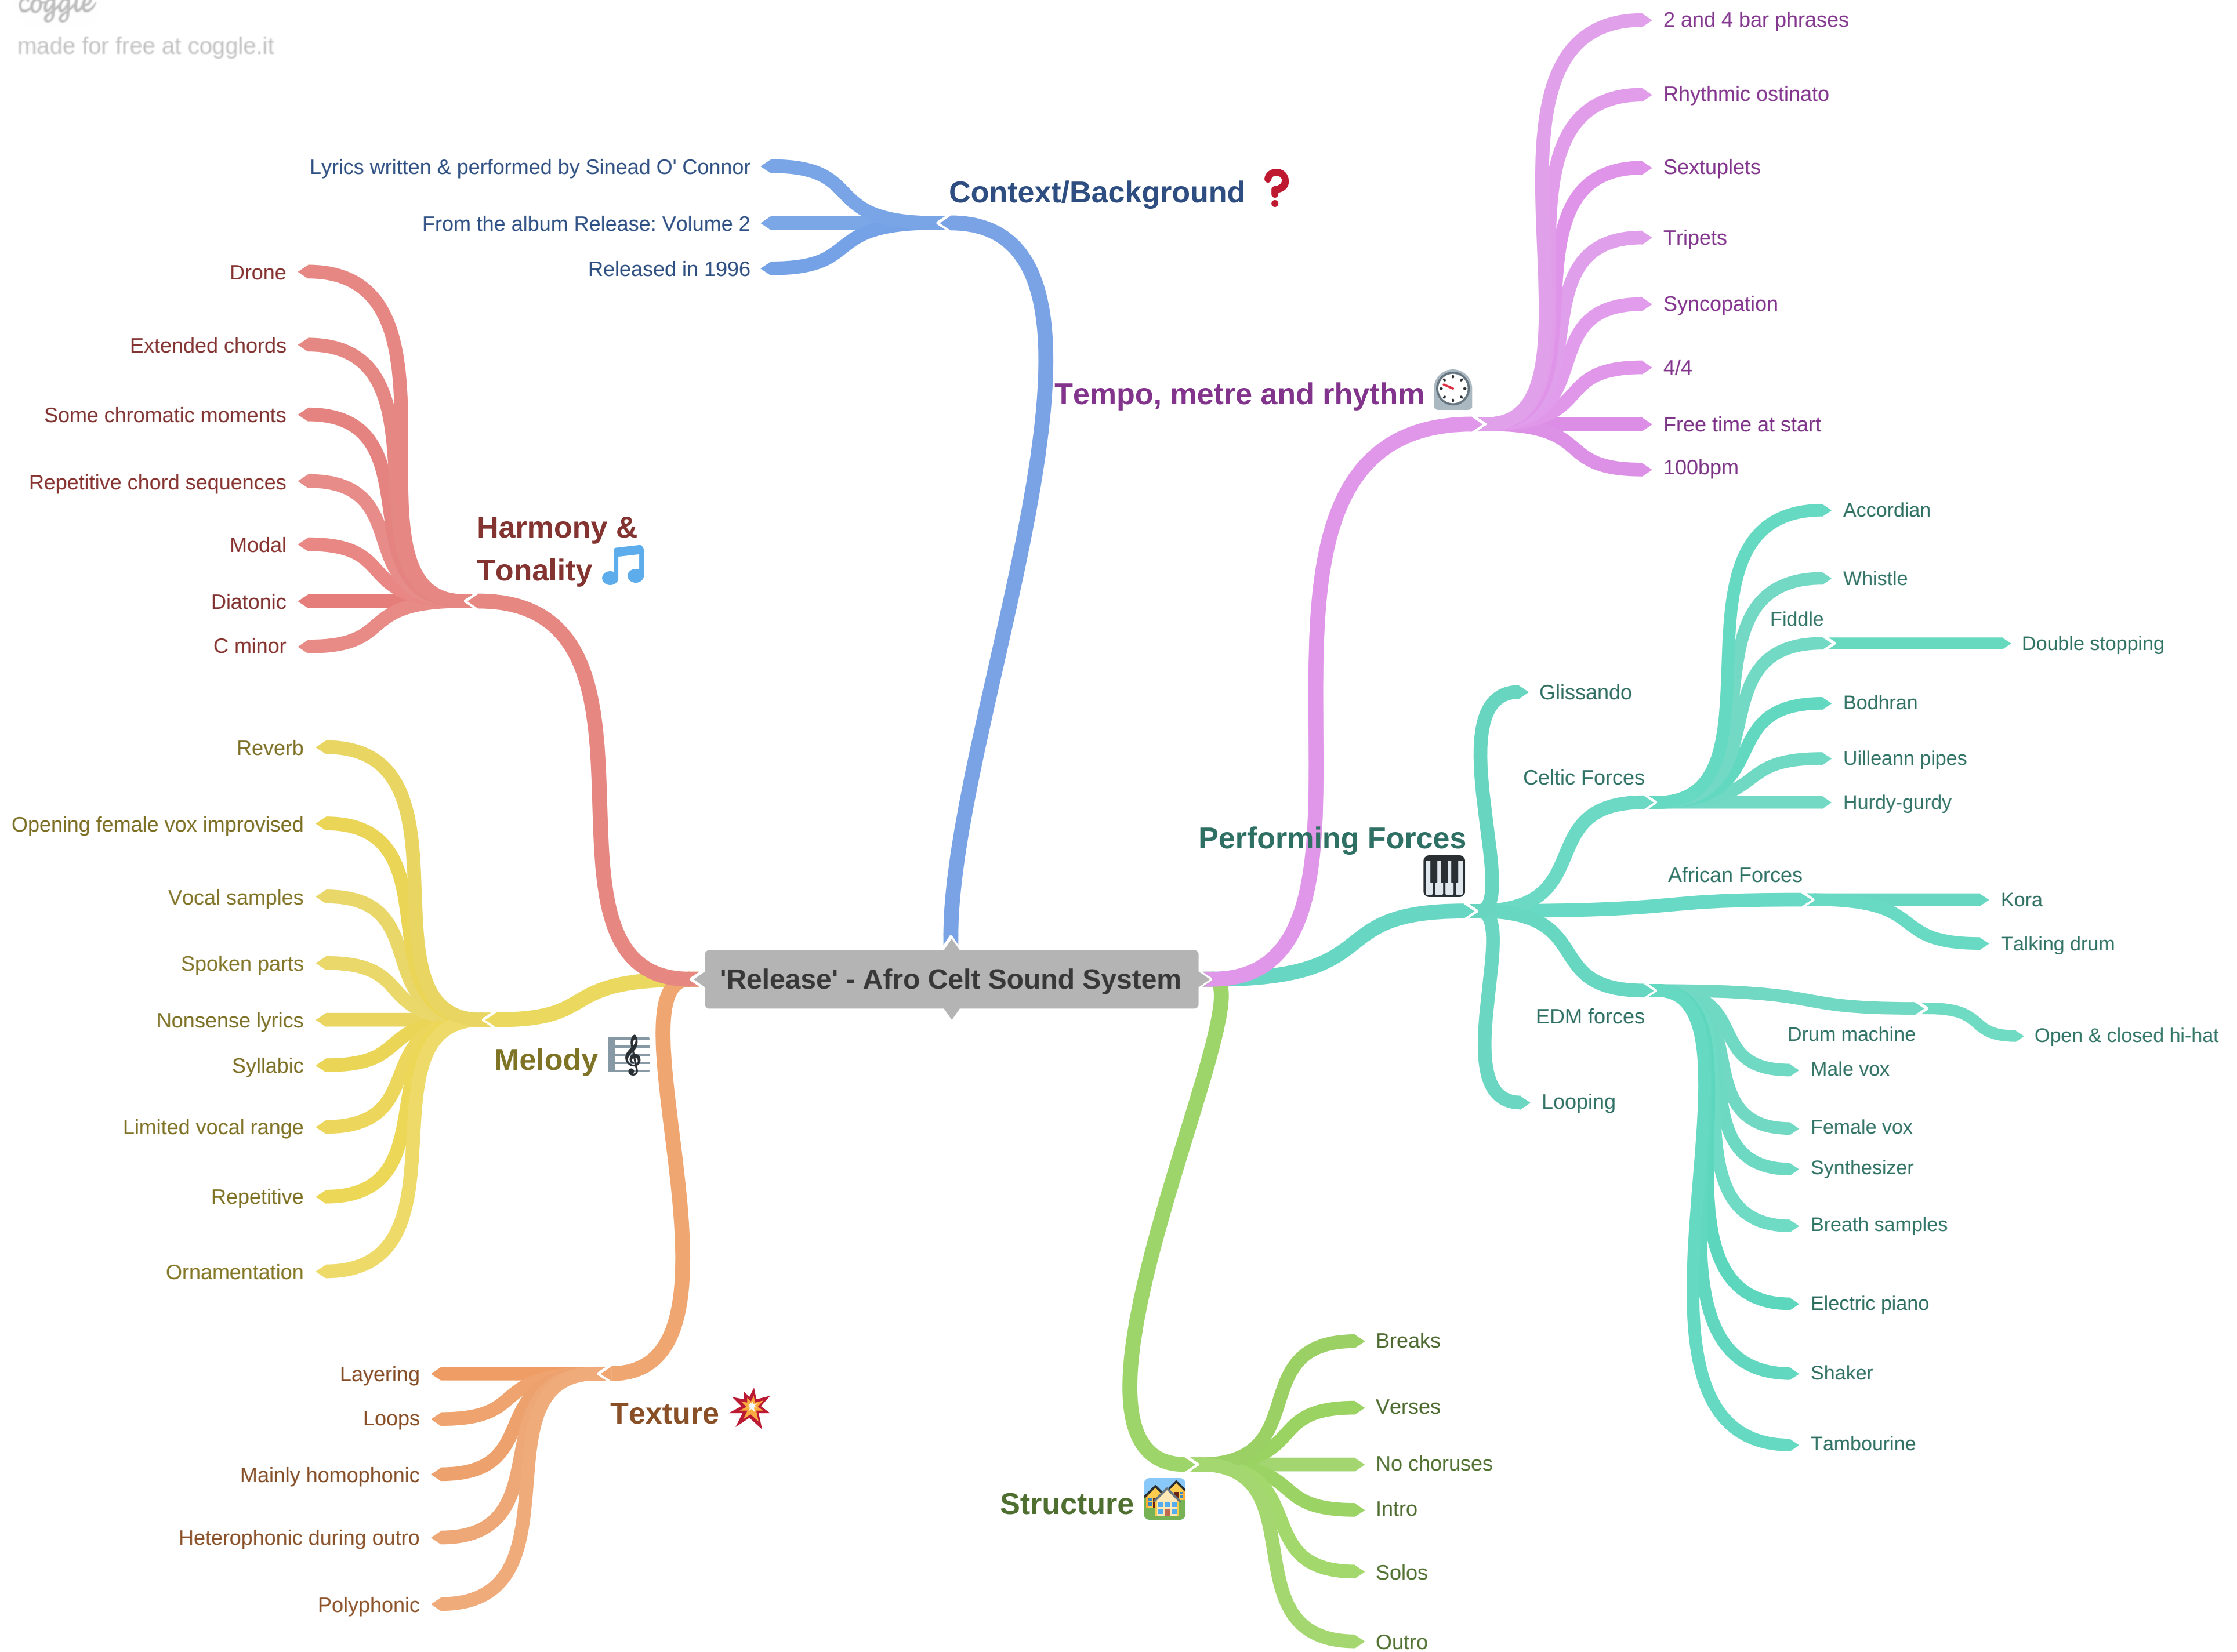 coggle
made for free at coggle.it
Context/Background
Lyrics written & performed by Sinead O' Connor
From the album Release: Volume 2
Released in 1996
Tempo, metre and rhythm
2 and 4 bar phrases
Rhythmic ostinato
Sextuplets
Tripets
Syncopation
4/4
Free time at start
100bpm
Harmony &
Tonality
Drone
Extended chords
Some chromatic moments
Repetitive chord sequences
Modal
Diatonic
C minor
Performing Forces
Glissando
Celtic Forces
Accordian
Whistle
Fiddle
Double stopping
Bodhran
Uilleann pipes
Hurdy-gurdy
African Forces
Kora
Talking drum
EDM forces
Drum machine
Open & closed hi-hat
Male vox
Female vox
Synthesizer
Breath samples
Electric piano
Shaker
Tambourine
Looping
'Release' - Afro Celt Sound System
Melody
Reverb
Opening female vox improvised
Vocal samples
Spoken parts
Nonsense lyrics
Syllabic
Limited vocal range
Repetitive
Ornamentation
Texture
Layering
Loops
Mainly homophonic
Heterophonic during outro
Polyphonic
Structure
Breaks
Verses
No choruses
Intro
Solos
Outro